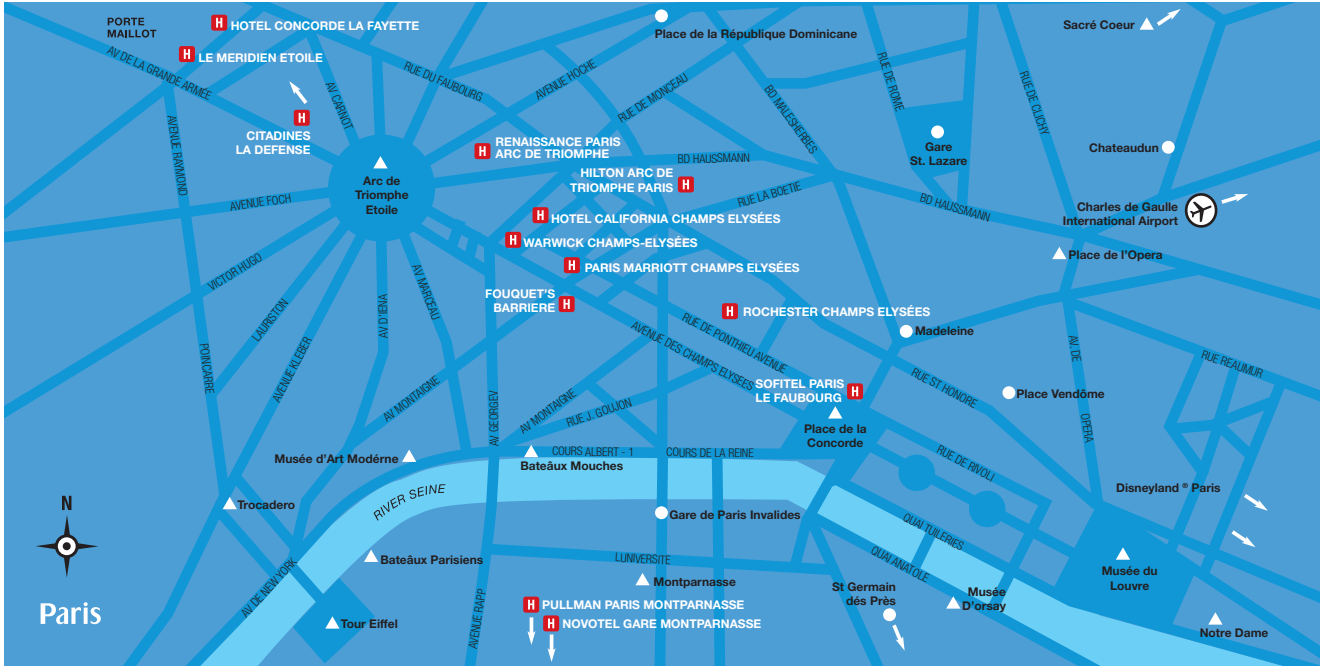 PORTE
MAILLOT
H HOTEL CONCORDE LA FAYETTE
Place de la République Dominicane
Sacré Coeur
H LE MERIDIEN ETOILE
AV DE LA GRANDE ARMÉE
AV CARNOT
RUE DU FAUBOURG
AVENUE HOCHE
RUE DE MONCEAU
BD MALESHERBES
RUE DE ROME
RUE DE CLICHY
H
CITADINES
LA DEFENSE
AVENUE RAYMOND
H RENAISSANCE PARIS
ARC DE TRIOMPHE
BD HAUSSMANN
Gare
St. Lazare
Chateaudun
Arc de
Triomphe
Etoile
HILTON ARC DE
TRIOMPHE PARIS H
RUE LA BOETIE
BD HAUSSMANN
Charles de Gaulle
International Airport
AVENUE FOCH
H HOTEL CALIFORNIA CHAMPS ELYSÉES
H WARWICK CHAMPS-ELYSÉES
Place de l'Opera
H PARIS MARRIOTT CHAMPS ELYSÉES
VICTOR HUGO
LAURISTON
AV D'IENA
AV MARCEAU
FOUQUET'S
BARRIERE H
H ROCHESTER CHAMPS ELYSÉES
Madeleine
POINCARRE
AVENUE KLEBER
AVENUE DES CHAMPS ELYSEES
RUE DE PONTHIEU AVENUE
AV. DE
OPERA
RUE REAUMUR
AV MONTAIGNE
AV GEORGEV
AV MONTAIGNE
RUE J. GOUJON
SOFITEL PARIS
LE FAUBOURG H
RUE ST HONORE
Place Vendôme
Place de la
Concorde
Musée d'Art Modérne
COURS ALBERT - 1
COURS DE LA REINE
Bateâux Mouches
RUE DE RIVOLI
Disneyland ® Paris
RIVER SEINE
N
Trocadero
Gare de Paris Invalides
QUAI TUILERIES
QUAI ANATOLE
Bateâux Parisiens
L'UNIVERSITE
Montparnasse
Musée du
Louvre
AV DE NEW YORK
AVENUE RAPP
St Germain
dés Près
Musée
D'orsay
Paris
H PULLMAN PARIS MONTPARNASSE
H NOVOTEL GARE MONTPARNASSE
Tour Eiffel
Notre Dame